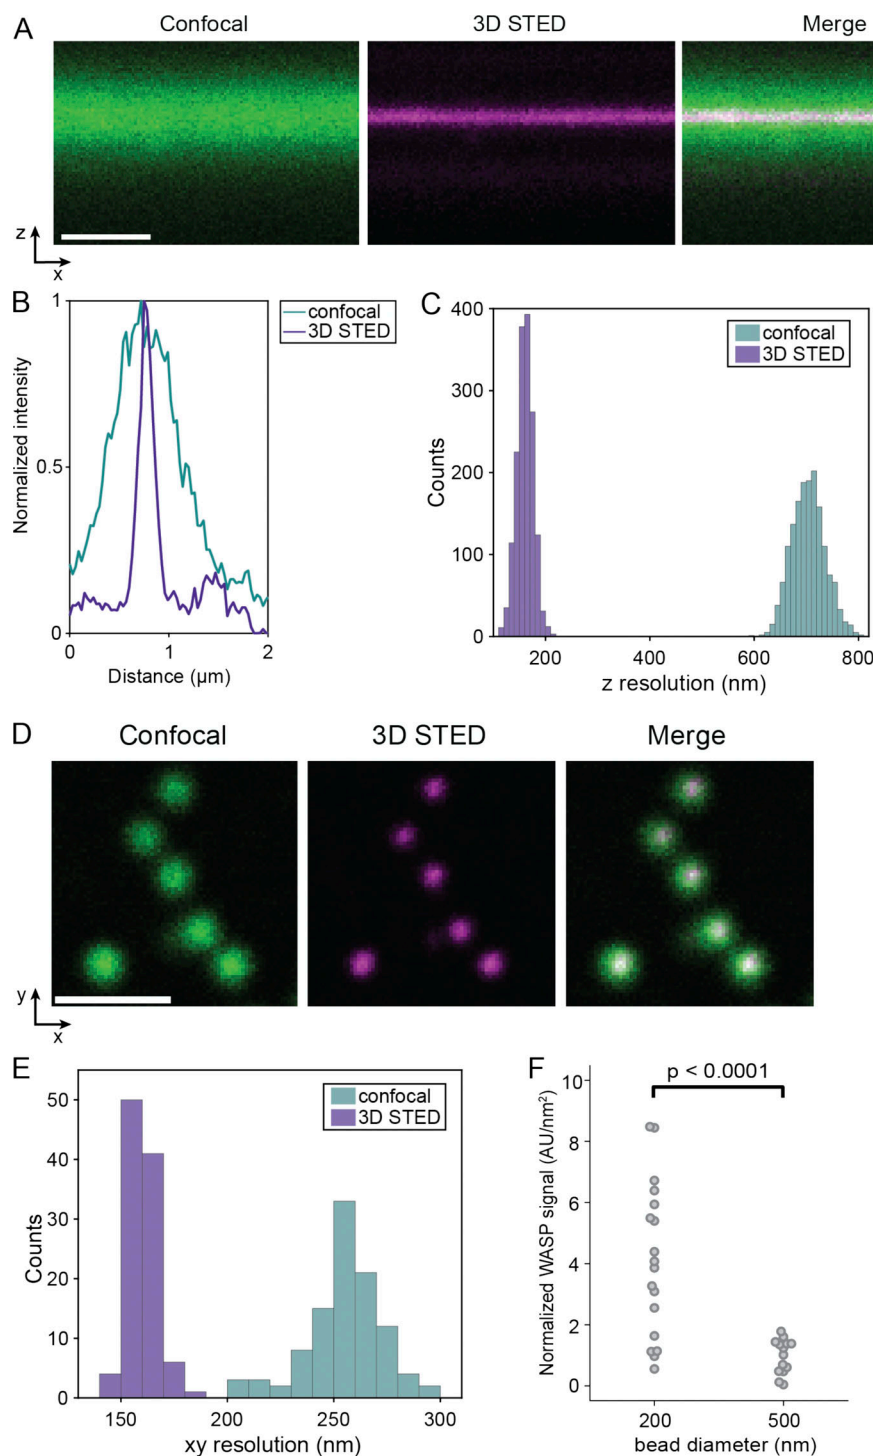 A
Confocal
3D STED
Merge
z
x
B
Normalized intensity
1
0.5
0
0
1
2
Distance (µm)
confocal
3D STED
C
Counts
400
300
200
100
0
200
400
600
800
z resolution (nm)
confocal
3D STED
D
Confocal
3D STED
Merge
y
x
E
Counts
50
40
30
20
10
0
150
200
250
300
xy resolution (nm)
confocal
3D STED
F
p < 0.0001
Normalized WASP signal (AU/nm²)
10
8
6
4
2
0
200
500
bead diameter (nm)